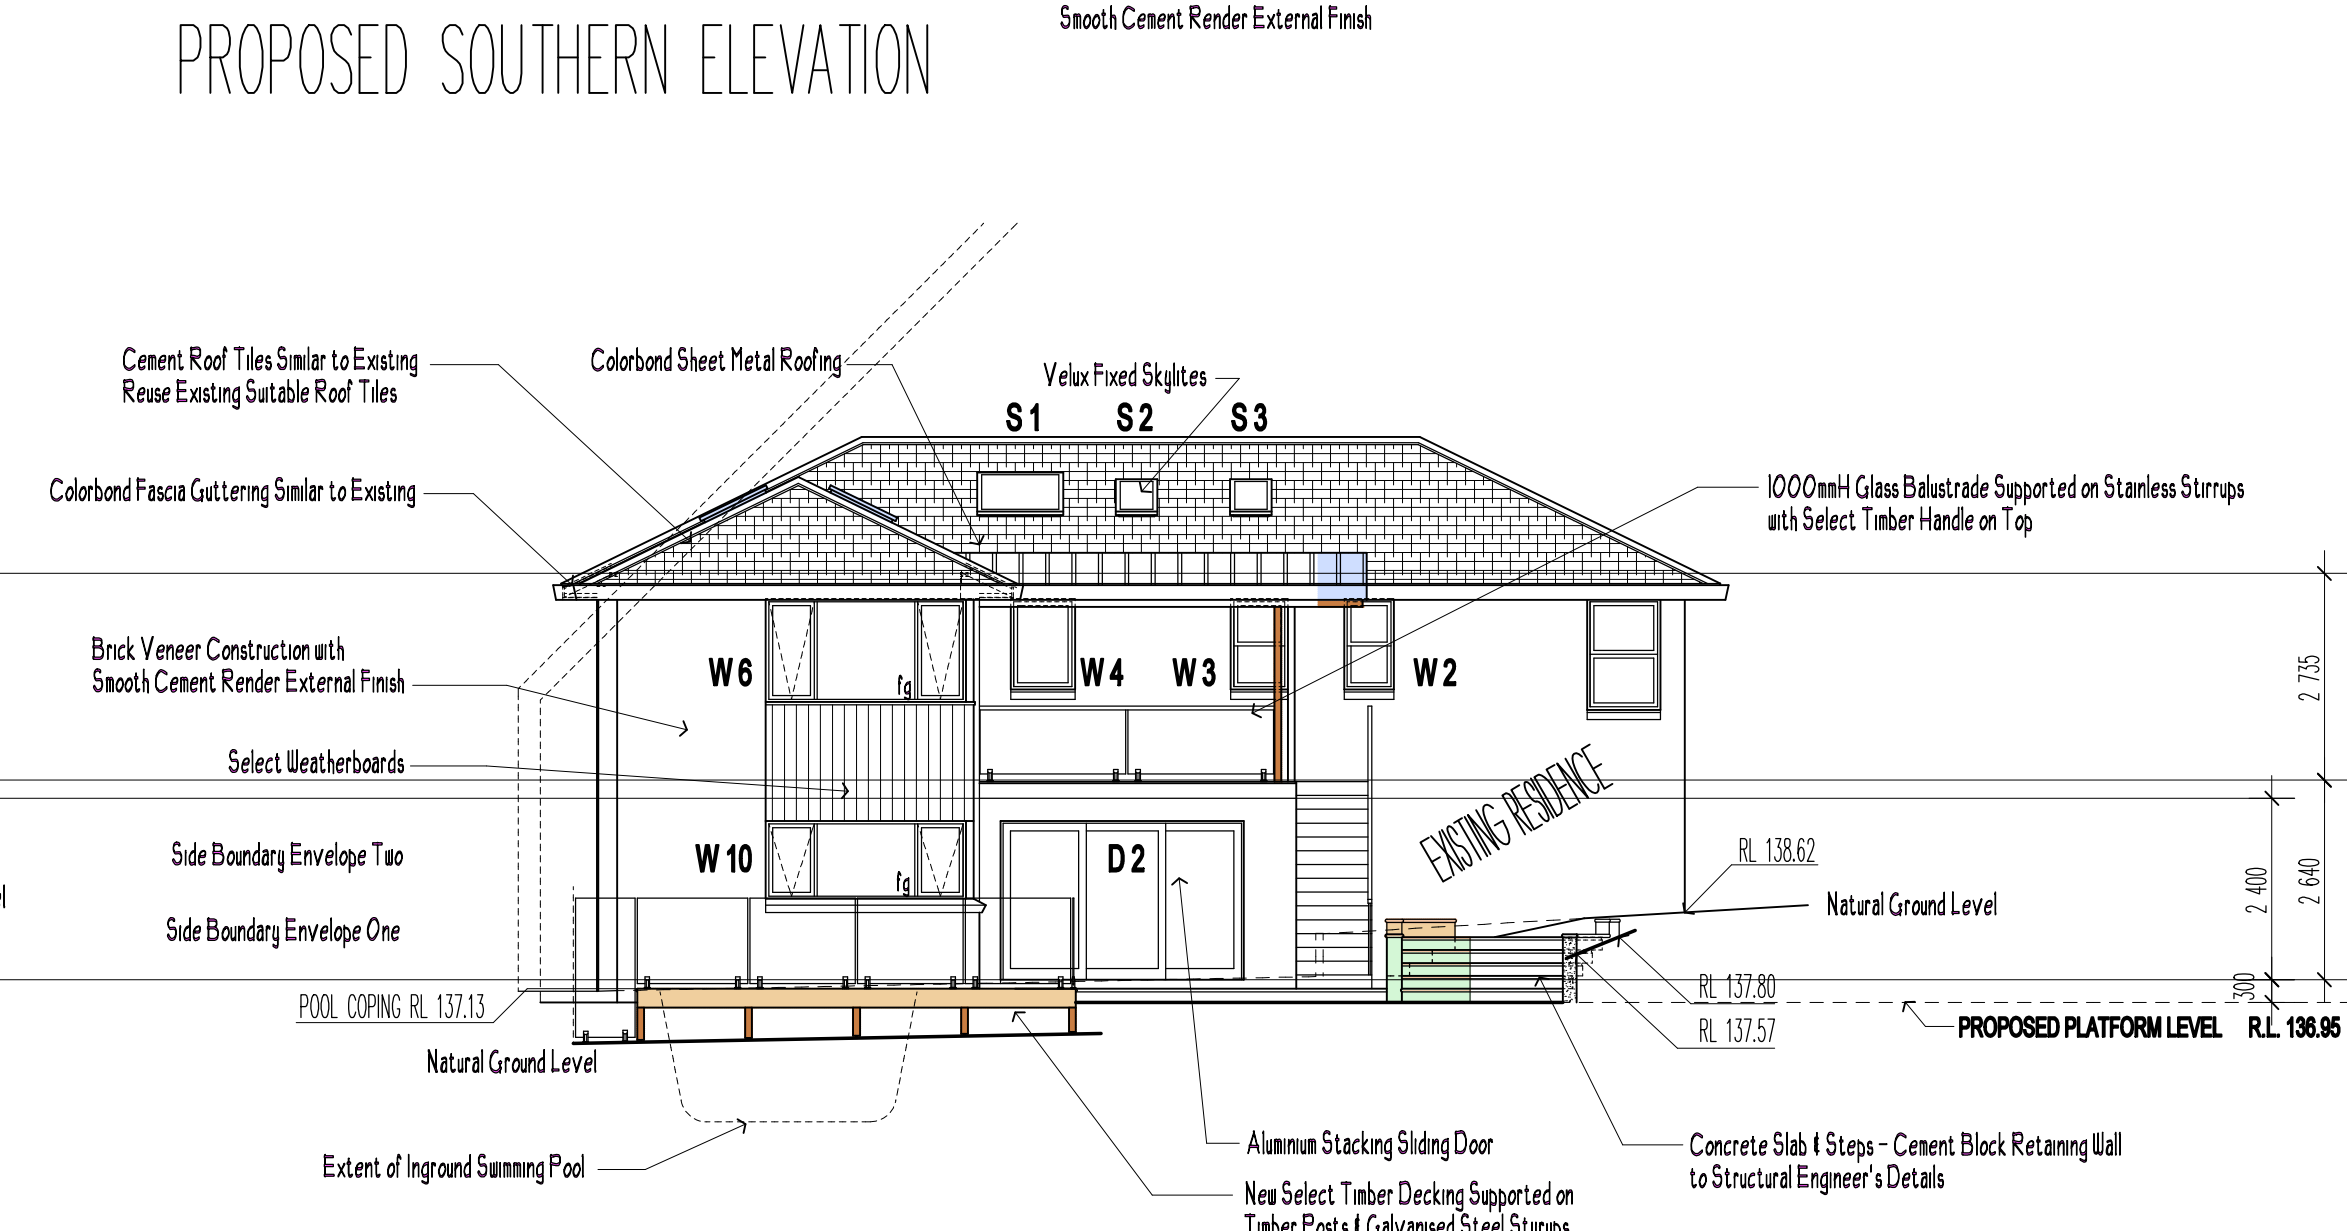 Smooth Cement Render External Finish
PROPOSED SOUTHERN ELEVATION
Cement Roof Tiles Similar to Existing
Reuse Existing Suitable Roof Tiles
Colorbond Sheet Metal Roofing
Velux Fixed Skylites
S1
S2
S3
Colorbond Fascia Guttering Similar to Existing
1000mmH Glass Balustrade Supported on Stainless Stirrups
with Select Timber Handle on Top
Brick Veneer Construction with
Smooth Cement Render External Finish
W6
fg
W4
W3
W2
2 735
Select Weatherboards
EXISTING RESIDENCE
Side Boundary Envelope Two
W10
fg
D2
RL 138.62
2 400
2 640
Natural Ground Level
Side Boundary Envelope One
POOL COPING RL 137.13
RL 137.80
300
RL 137.57
PROPOSED PLATFORM LEVEL R.L. 136.95
Natural Ground Level
Extent of Inground Swimming Pool
Aluminium Stacking Sliding Door
Concrete Slab & Steps - Cement Block Retaining Wall
to Structural Engineer's Details
New Select Timber Decking Supported on
Timber Posts & Galvanised Steel Sturups